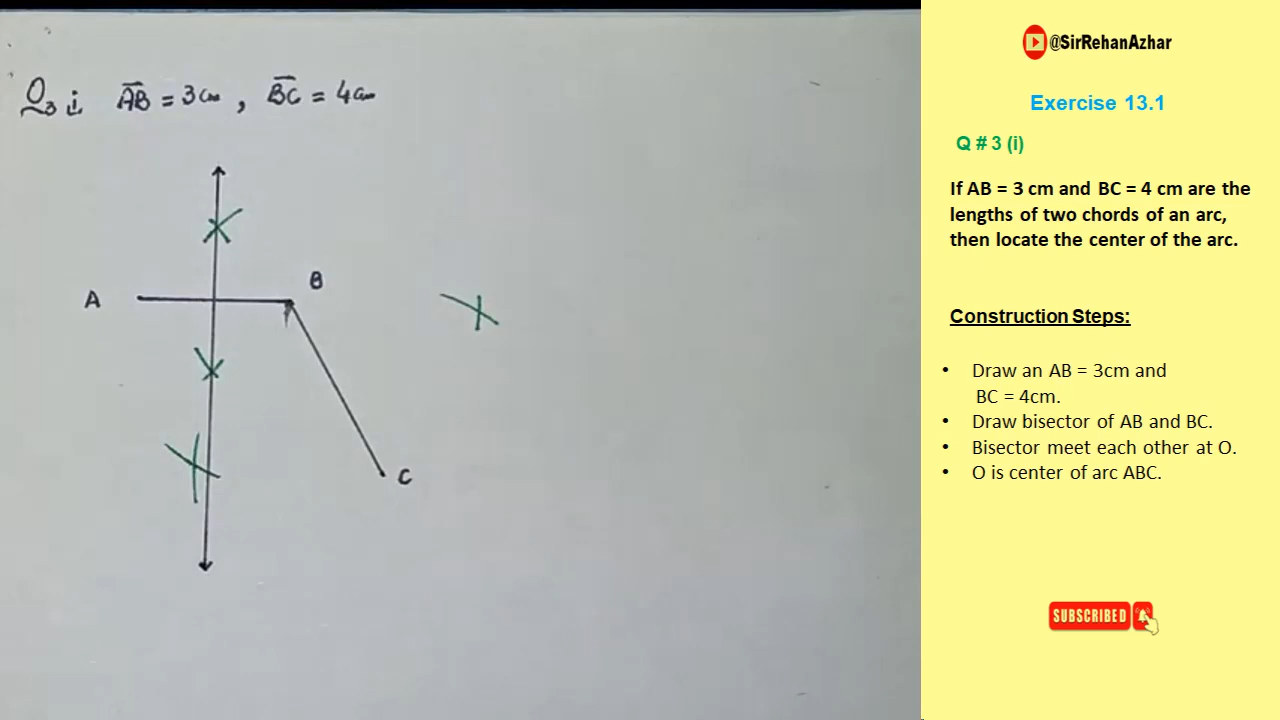 Q3 i AB = 3cm , BC = 4cm
A
B
C
@SirRehanAzhar
Exercise 13.1
Q # 3 (i)
If AB = 3 cm and BC = 4 cm are the
lengths of two chords of an arc,
then locate the center of the arc.
Construction Steps:
• Draw an AB = 3cm and
BC = 4cm.
• Draw bisector of AB and BC.
• Bisector meet each other at O.
• O is center of arc ABC.
SUBSCRIBED